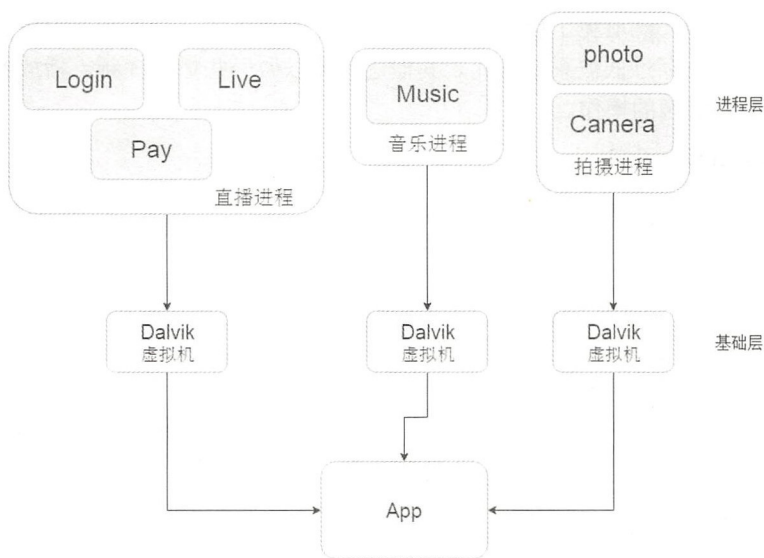 Login
Live
Pay
直播进程
Music
音乐进程
photo
Camera
拍摄进程
进程层
Dalvik
虚拟机
Dalvik
虚拟机
Dalvik
虚拟机
基础层
App